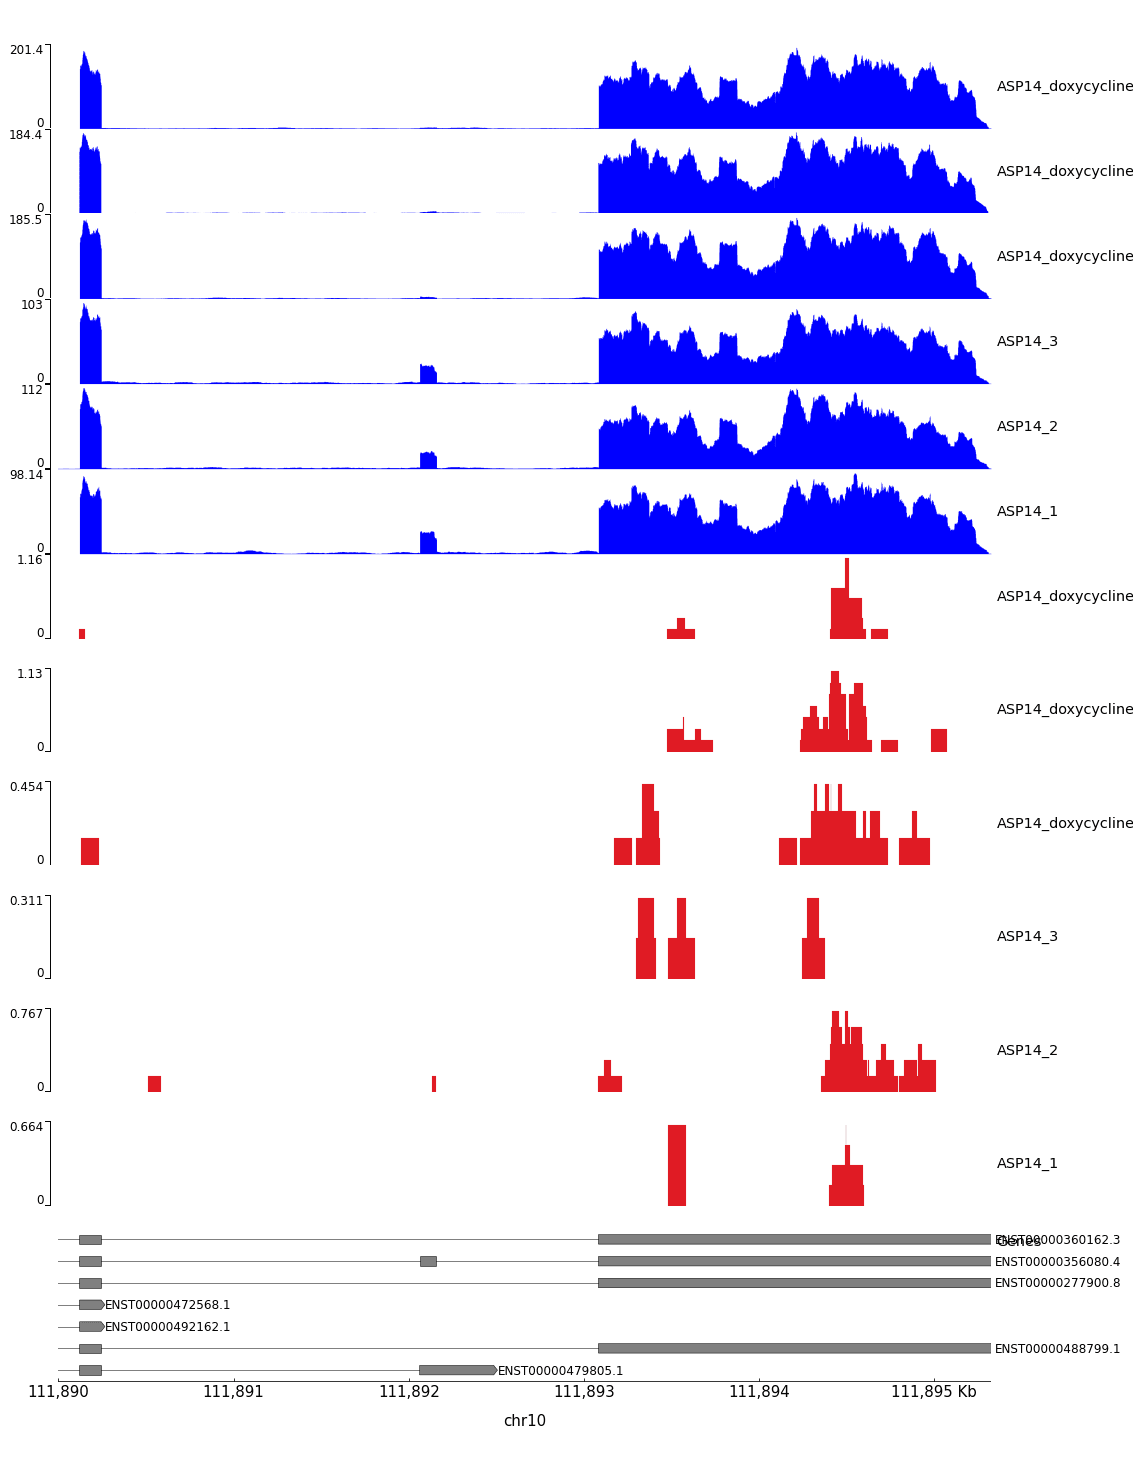 201.4
ASP14_doxycycline
0
184.4
ASP14_doxycycline
0
185.5
ASP14_doxycycline
0
103
ASP14_3
0
112
ASP14_2
0
98.14
ASP14_1
0
1.16
ASP14_doxycycline
0
1.13
ASP14_doxycycline
0
0.454
ASP14_doxycycline
0
0.311
ASP14_3
0
0.767
ASP14_2
0
0.664
ASP14_1
0
Genes
ENST00000360162.3
ENST00000356080.4
ENST00000277900.8
ENST00000472568.1
ENST00000492162.1
ENST00000488799.1
ENST00000479805.1
111,890 111,891 111,892 111,893 111,894 111,895 Kb
chr10